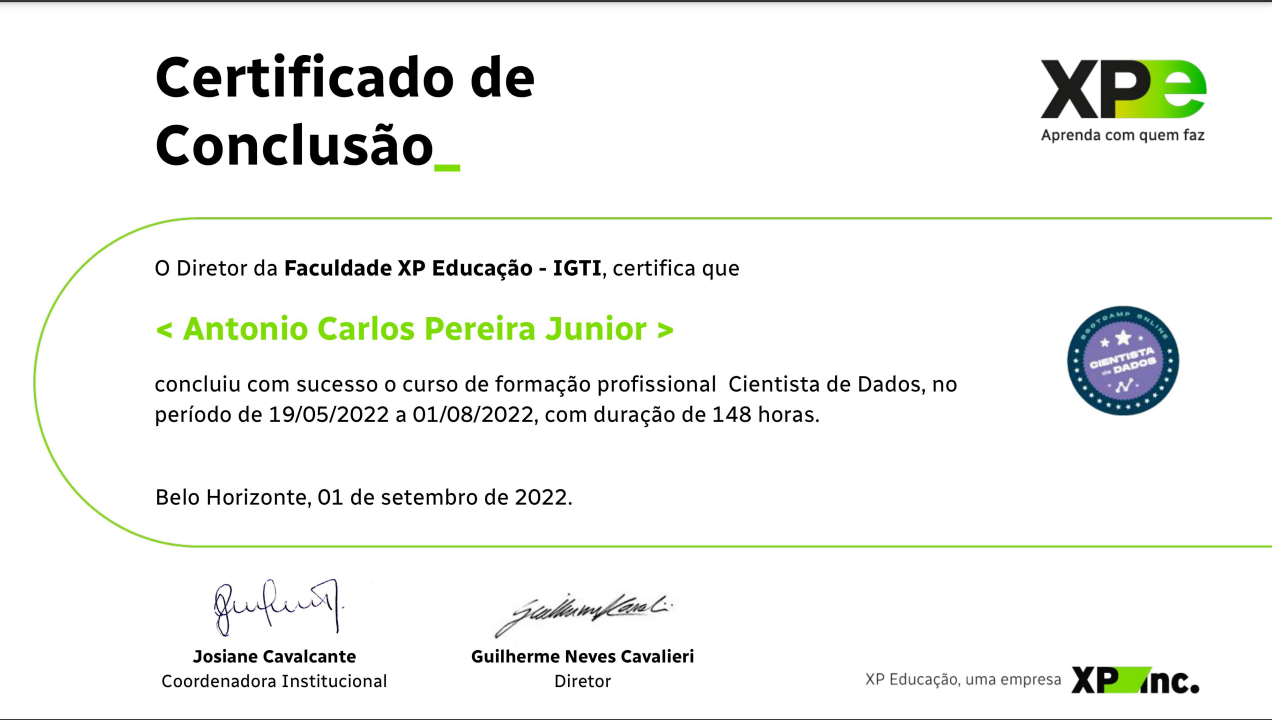 Certificado de
Conclusão_
XPe
Aprenda com quem faz
O Diretor da Faculdade XP Educação - IGTI, certifica que
< Antonio Carlos Pereira Junior >
concluiu com sucesso o curso de formação profissional  Cientista de Dados, no
período de 19/05/2022 a 01/08/2022, com duração de 148 horas.
BOOTCAMP ONLINE
CIENTISTA
de DADOS
Belo Horizonte, 01 de setembro de 2022.
Josiane Cavalcante
Coordenadora Institucional
Guilherme Neves Cavalieri
Diretor
XP Educação, uma empresa XP inc.